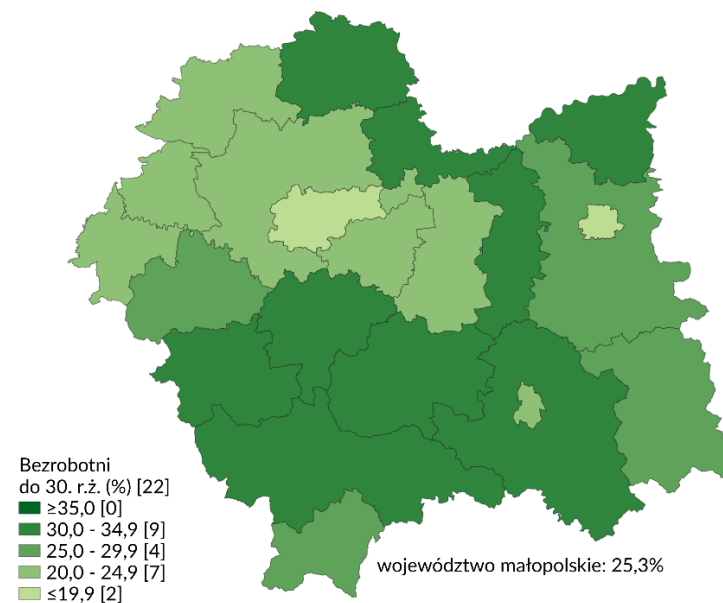 Bezrobotni
do 30. r.ż. (%) [22]
≥35,0 [0]
30,0 - 34,9 [9]
25,0 - 29,9 [4]
20,0 - 24,9 [7]
≤19,9 [2]
województwo małopolskie: 25,3%